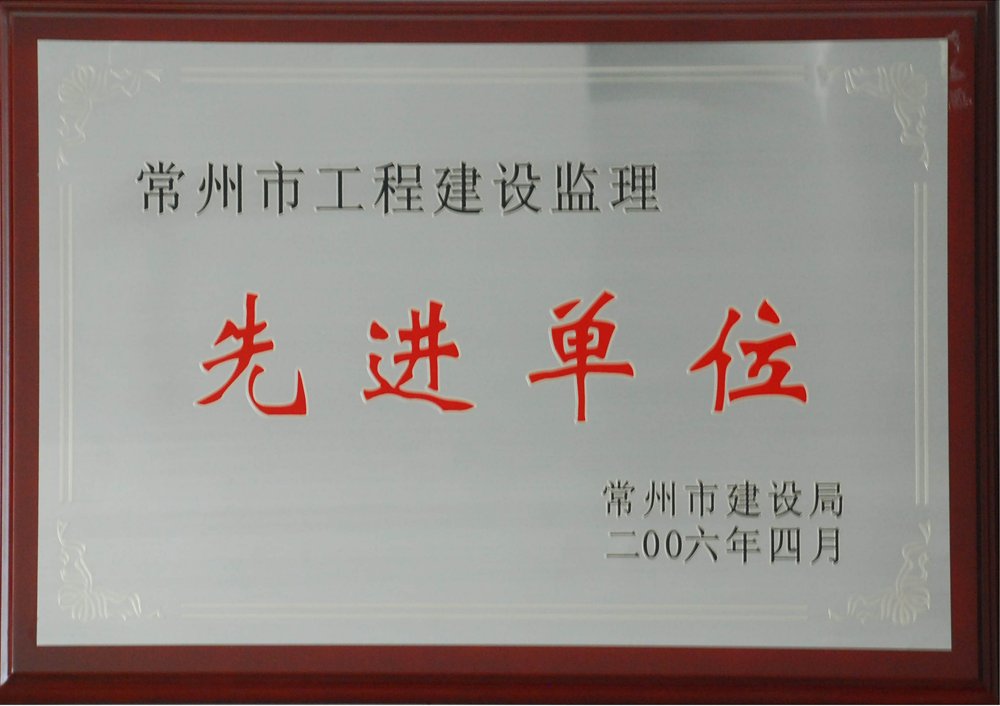 常州市工程建设监理
先进单位
常州市建设局
二00六年四月